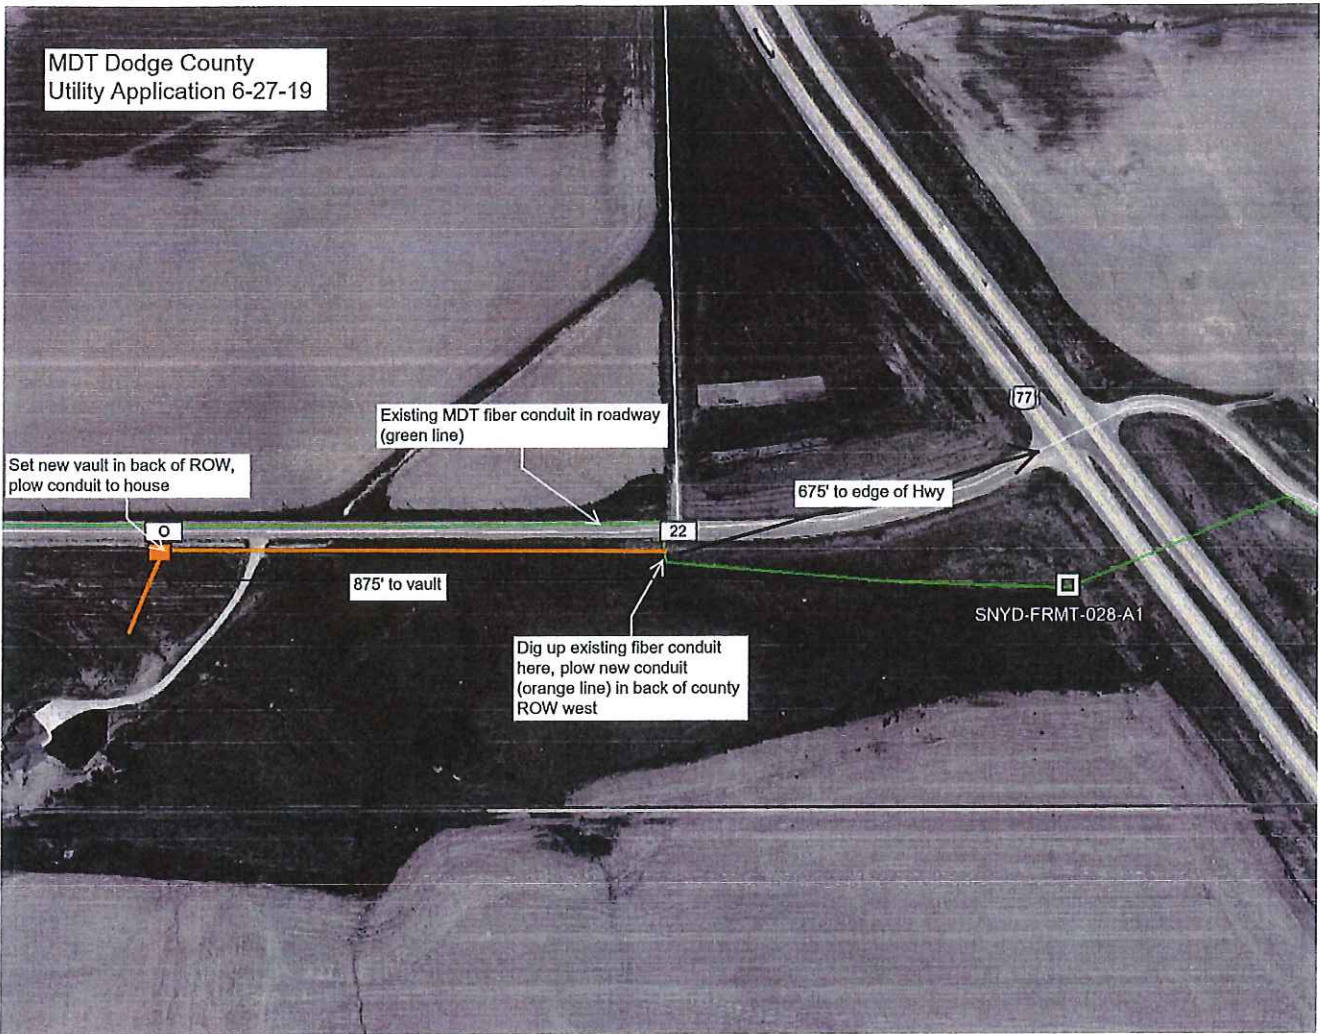 MDT Dodge County
Utility Application 6-27-19
77
Existing MDT fiber conduit in roadway
(green line)
Set new vault in back of ROW,
plow conduit to house
675' to edge of Hwy
O
22
875' to vault
SNYD-FRMT-028-A1
Dig up existing fiber conduit
here, plow new conduit
(orange line) in back of county
ROW west